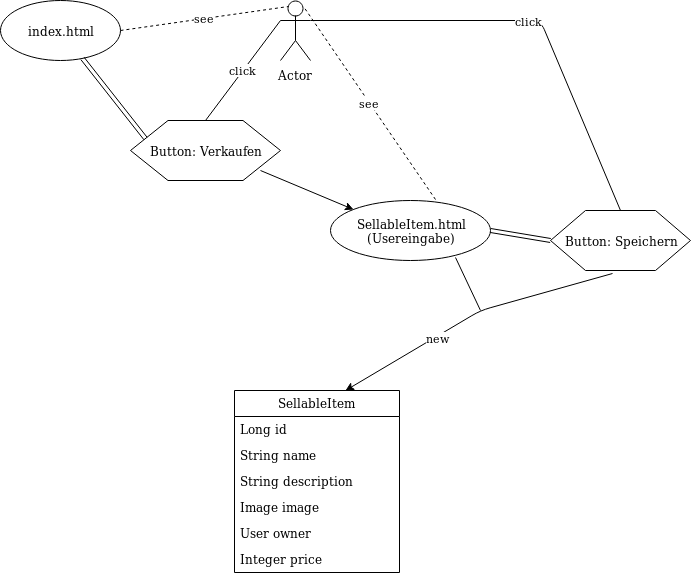 see
click
index.html
click
Actor
see
Button: Verkaufen
SellableItem.html
(Usereingabe)
Button: Speichern
new
SellableItem
Long id
String name
String description
Image image
User owner
Integer price